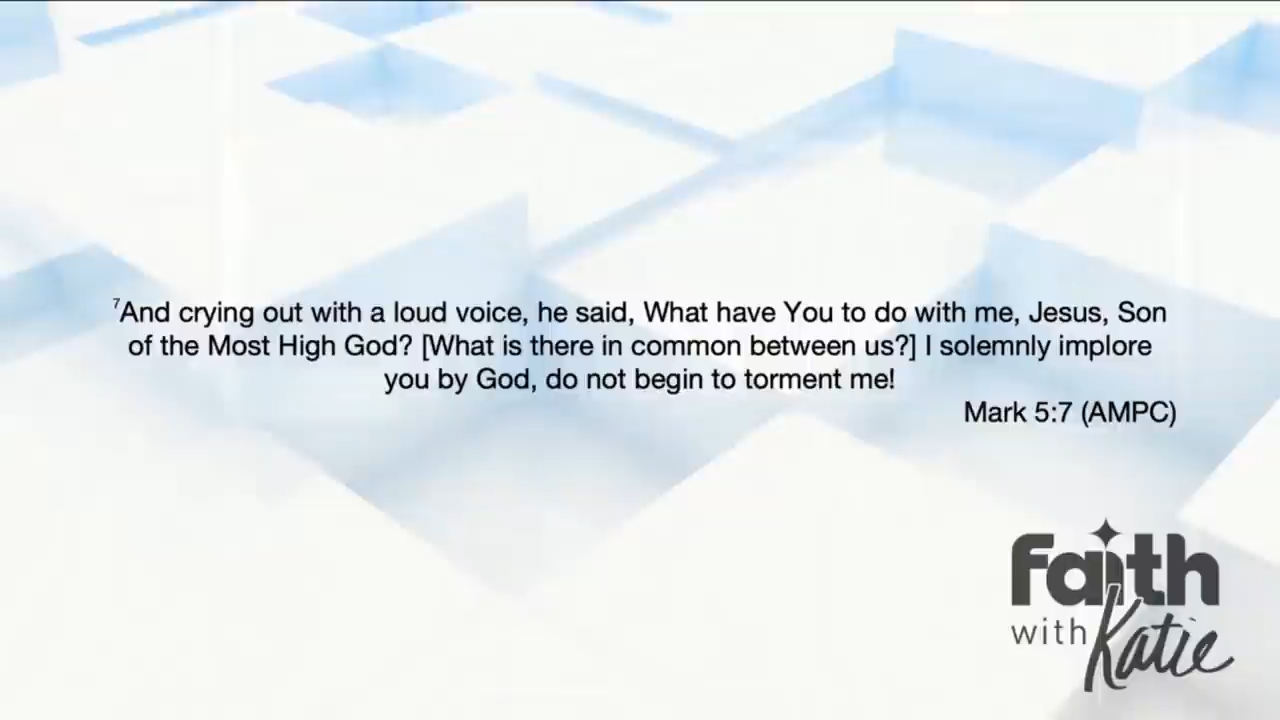 ⁷And crying out with a loud voice, he said, What have You to do with me, Jesus, Son
of the Most High God? [What is there in common between us?] I solemnly implore
you by God, do not begin to torment me!
Mark 5:7 (AMPC)
faith
with Katie